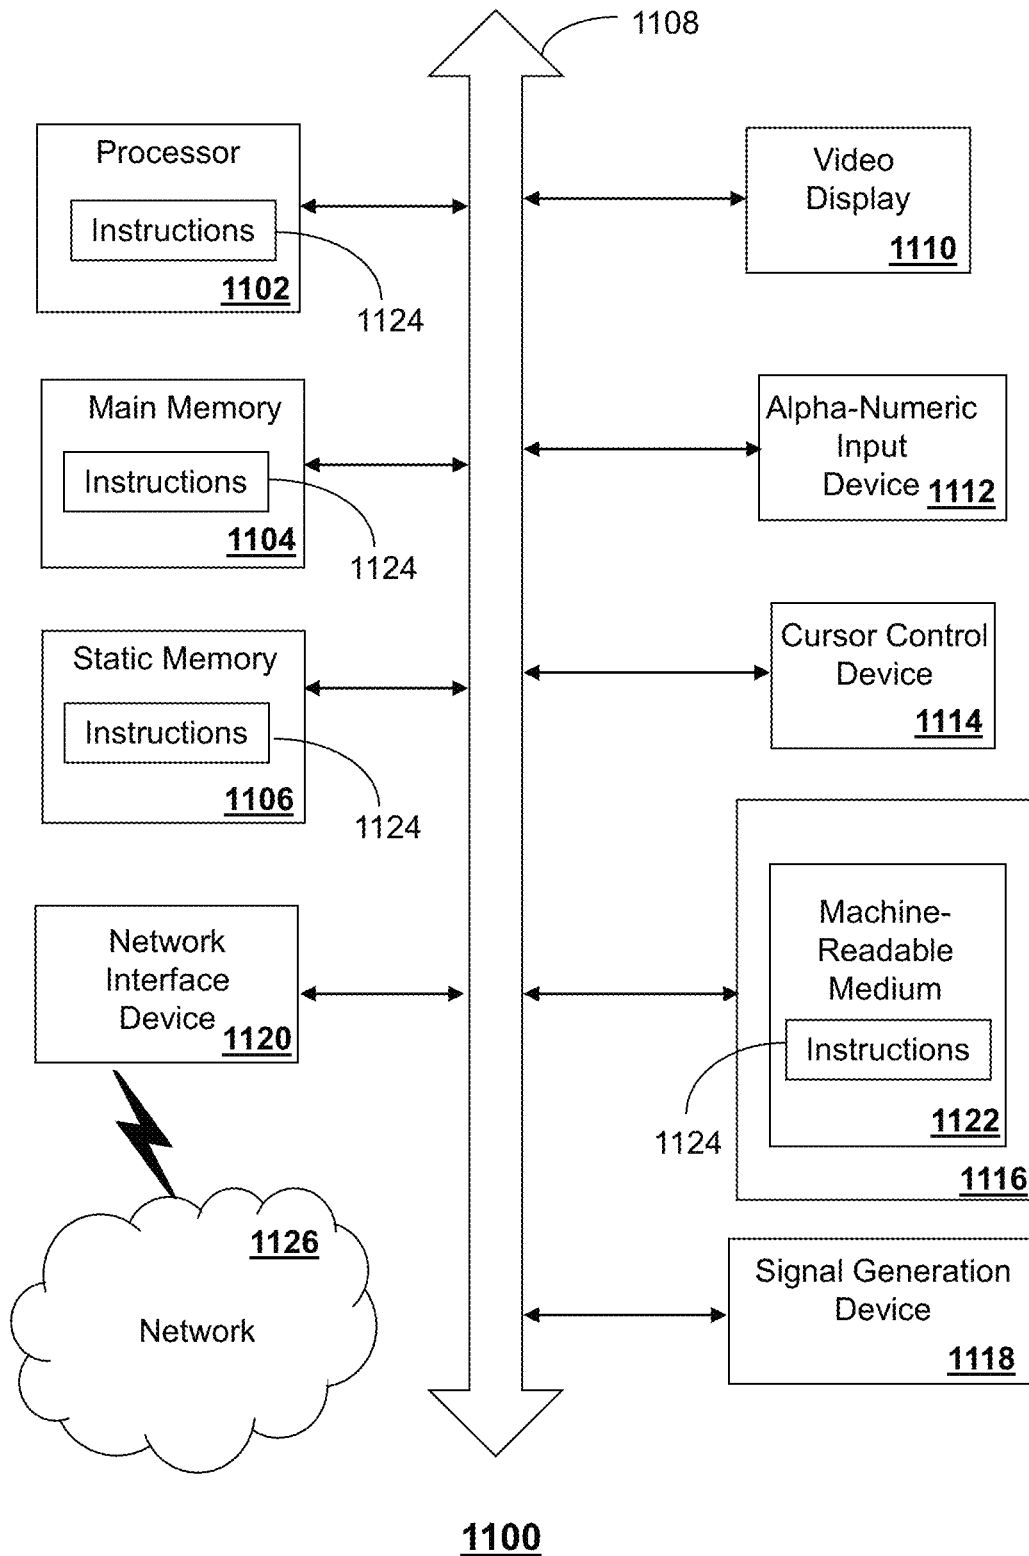 1108
Processor
Instructions
1102
1124
Main Memory
Instructions
1104
1124
Static Memory
Instructions
1106
1124
Network
Interface
Device
1120
1126
Network
Video
Display
1110
Alpha-Numeric
Input
Device
1112
Cursor Control
Device
1114
Machine-
Readable
Medium
Instructions
1124
1122
1116
Signal Generation
Device
1118
1100